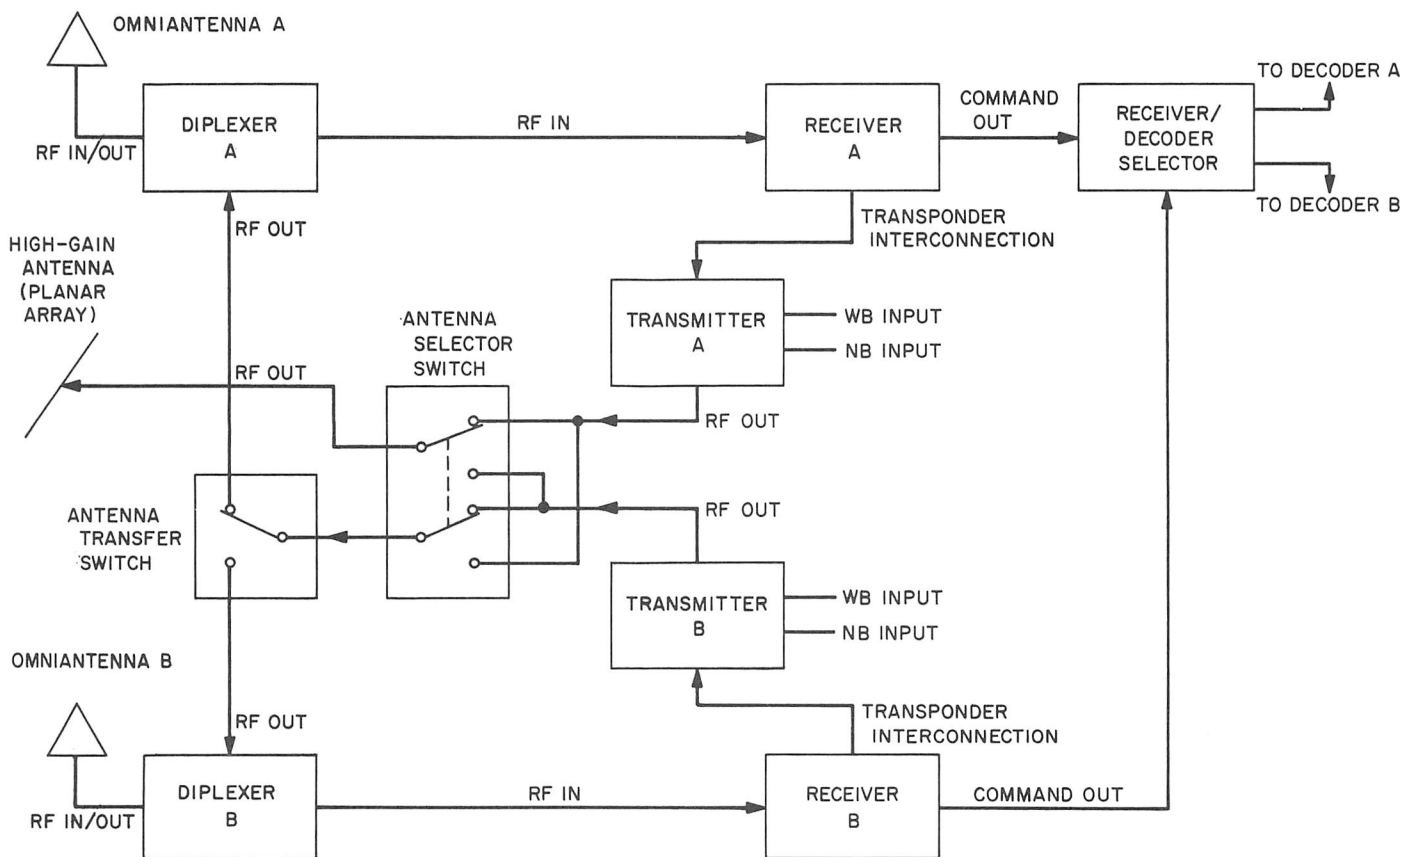 OMNIANTENNA A
RF IN/OUT
DIPLEXER
A
RF IN
RECEIVER
A
COMMAND
OUT
RECEIVER/
DECODER
SELECTOR
TO DECODER A
TO DECODER B
RF OUT
TRANSPONDER
INTERCONNECTION
HIGH-GAIN
ANTENNA
(PLANAR
ARRAY)
RF OUT
ANTENNA
SELECTOR
SWITCH
TRANSMITTER
A
WB INPUT
NB INPUT
RF OUT
ANTENNA
TRANSFER
SWITCH
RF OUT
TRANSMITTER
B
WB INPUT
NB INPUT
OMNIANTENNA B
RF OUT
TRANSPONDER
INTERCONNECTION
RF IN/OUT
DIPLEXER
B
RF IN
RECEIVER
B
COMMAND OUT